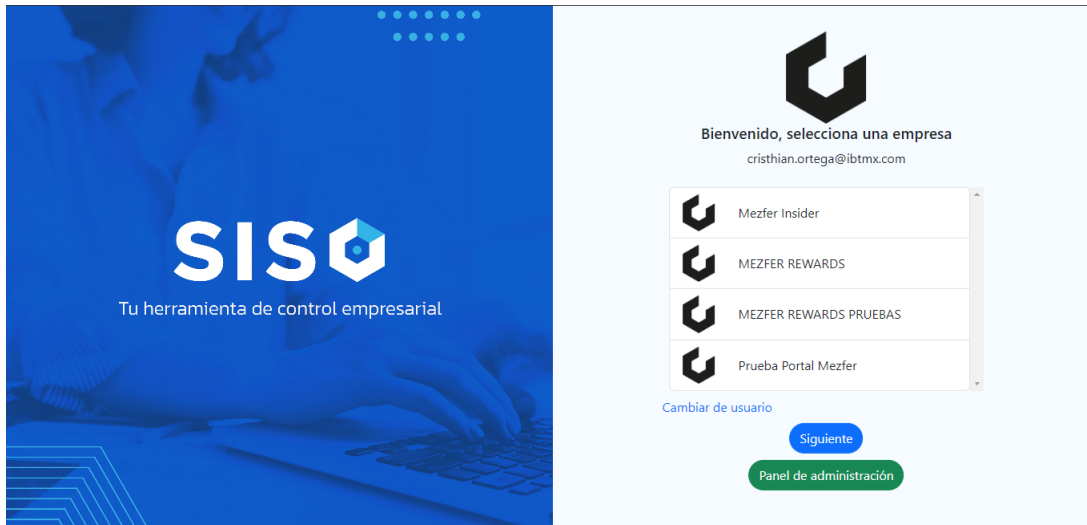 SISO
Tu herramienta de control empresarial
Bienvenido, selecciona una empresa
cristhian.ortega@ibtmx.com
Mezfer Insider
MEZFER REWARDS
MEZFER REWARDS PRUEBAS
Prueba Portal Mezfer
Cambiar de usuario
Siguiente
Panel de administración